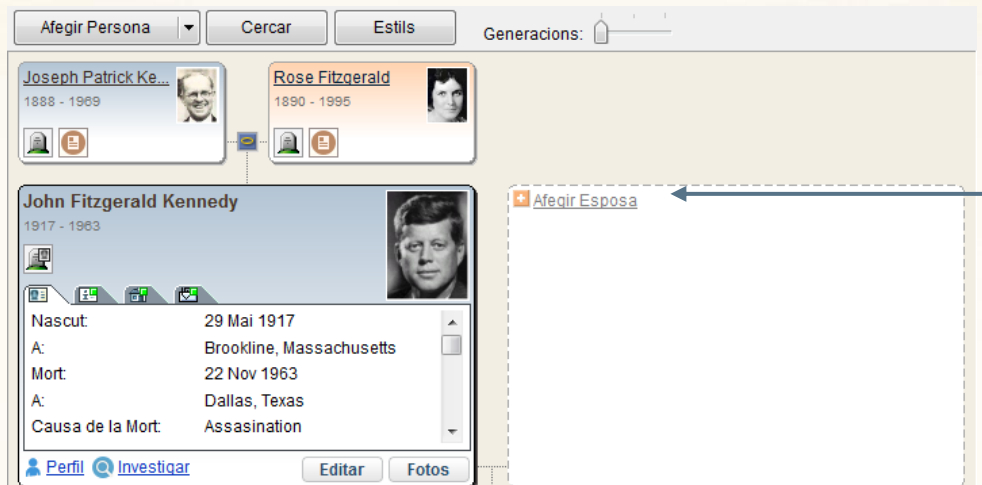 Afegir Persona Cercar Estils Generacions:
Joseph Patrick Ke... Rose Fitzgerald
1888 - 1969 1890 - 1995
John Fitzgerald Kennedy Afegir Esposa
1917 - 1963
Nascut: 29 Mai 1917
A: Brookline, Massachusetts
Mort: 22 Nov 1963
A: Dallas, Texas
Causa de la Mort: Assasination
Perfil Investigar Editar Fotos